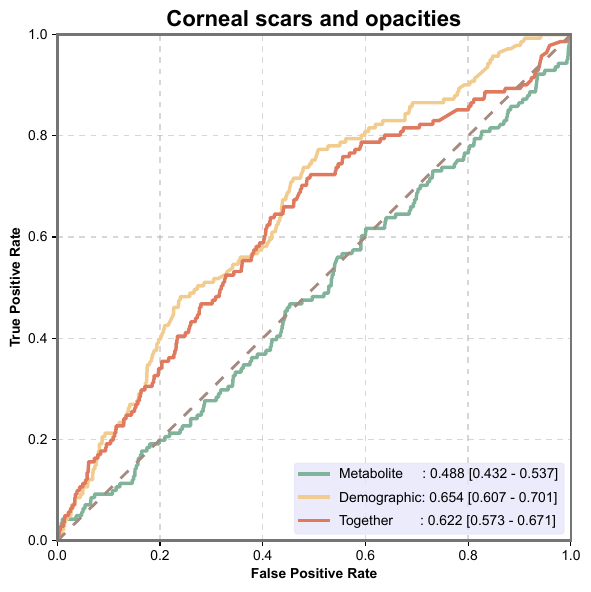 Corneal scars and opacities
1.0
0.8
0.6
0.4
0.2
0.0
True Positive Rate
Metabolite : 0.488 [0.432 - 0.537]
Demographic: 0.654 [0.607 - 0.701]
Together : 0.622 [0.573 - 0.671]
0.0 0.2 0.4 0.6 0.8 1.0
False Positive Rate